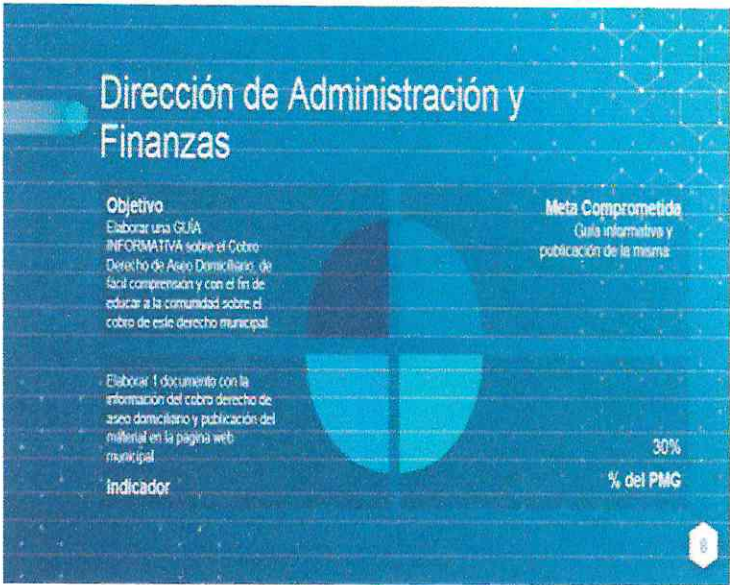 Dirección de Administración y
Finanzas
Objetivo
Elaborar una GUÍA
INFORMATIVA sobre el Cobro
Derecho de Aseo Domiciliario, de
fácil comprensión y con el fin de
educar a la comunidad sobre el
cobro de este derecho municipal.
Meta Comprometida
Guía informativa y
publicación de la misma.
Elaborar 1 documento con la
información del cobro derecho de
aseo domiciliario y publicación del
material en la página web
municipal
Indicador
30%
% del PMG